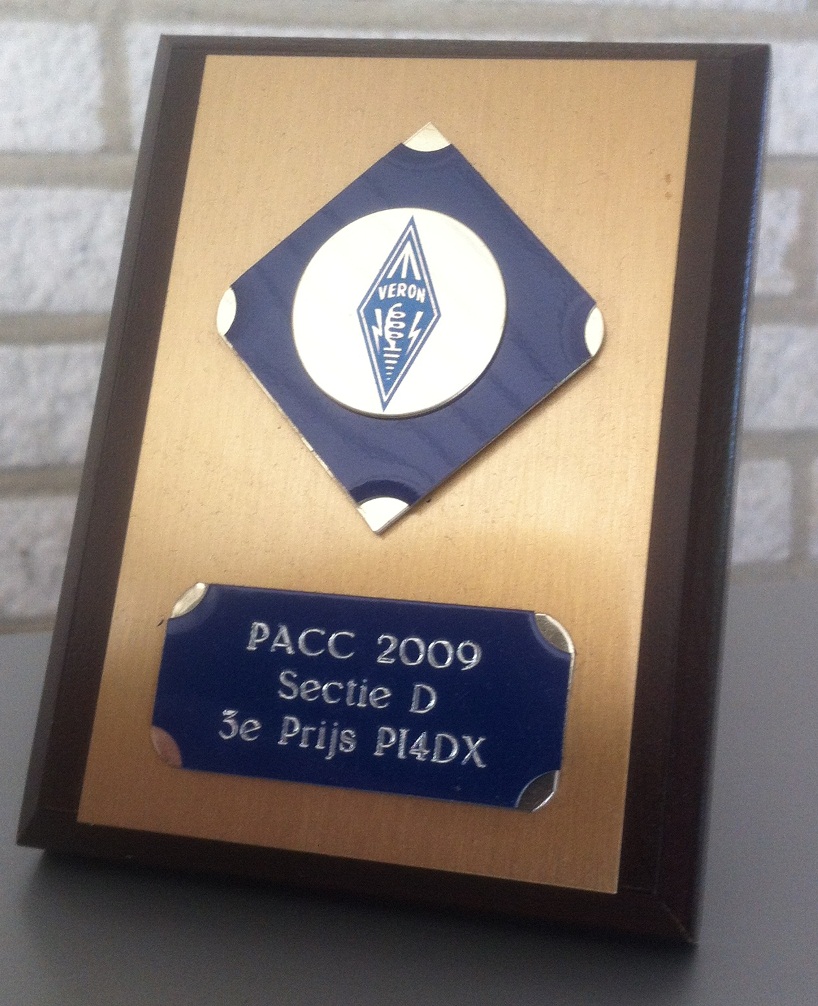 VERON
PACC 2009
Sectie D
3e Prijs PI4DX